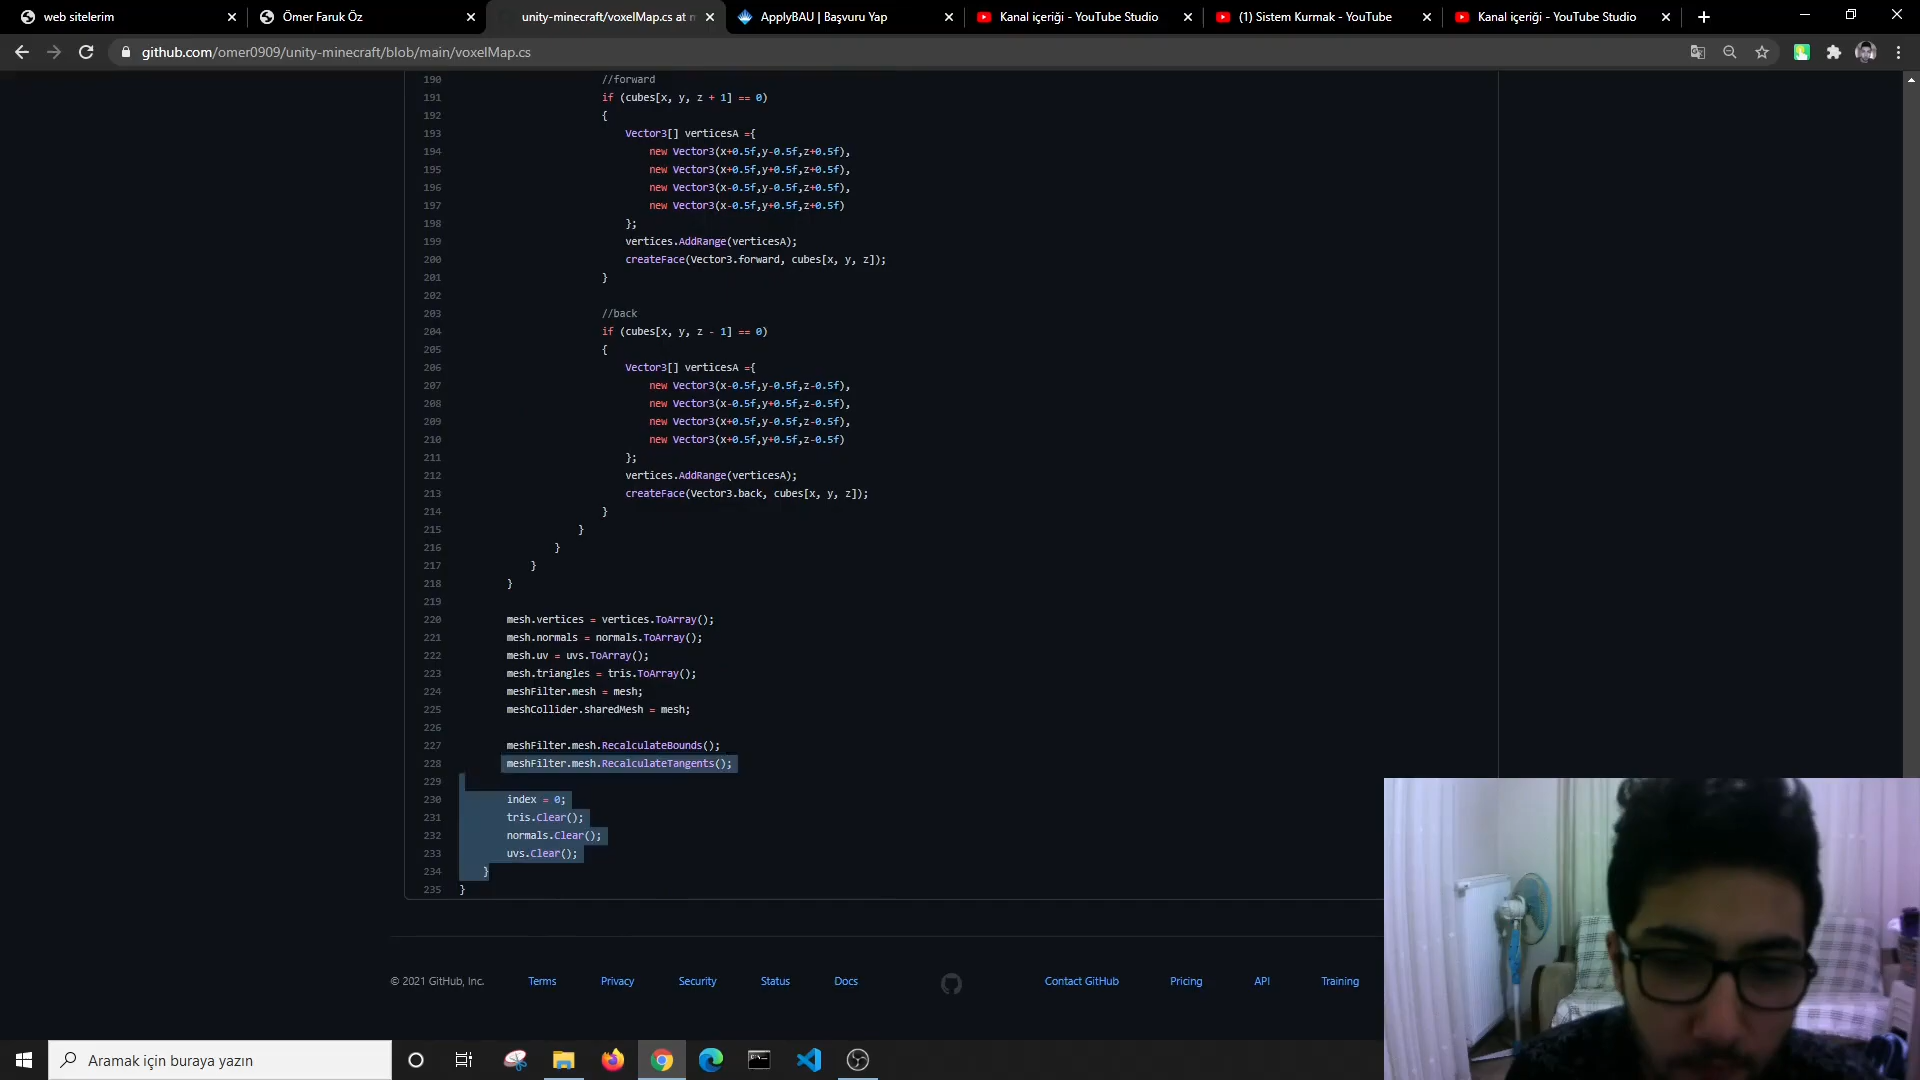 web sitelerim
Ömer Faruk Öz
unity-minecraft/voxelMap.cs at m
ApplyBAU | Başvuru Yap
Kanal içeriği - YouTube Studio
(1) Sistem Kurmak - YouTube
Kanal içeriği - YouTube Studio
github.com/omer0909/unity-minecraft/blob/main/voxelMap.cs
190 //forward
191 if (cubes[x, y, z + 1] == 0)
192 {
193 Vector3[] verticesA ={
194 new Vector3(x+0.5f,y-0.5f,z+0.5f),
195 new Vector3(x+0.5f,y+0.5f,z+0.5f),
196 new Vector3(x-0.5f,y-0.5f,z+0.5f),
197 new Vector3(x-0.5f,y+0.5f,z+0.5f)
198 };
199 vertices.AddRange(verticesA);
200 createFace(Vector3.forward, cubes[x, y, z]);
201 }
202
203 //back
204 if (cubes[x, y, z - 1] == 0)
205 {
206 Vector3[] verticesA ={
207 new Vector3(x-0.5f,y-0.5f,z-0.5f),
208 new Vector3(x-0.5f,y+0.5f,z-0.5f),
209 new Vector3(x+0.5f,y-0.5f,z-0.5f),
210 new Vector3(x+0.5f,y+0.5f,z-0.5f)
211 };
212 vertices.AddRange(verticesA);
213 createFace(Vector3.back, cubes[x, y, z]);
214 }
215 }
216 }
217 }
218 }
219
220 mesh.vertices = vertices.ToArray();
221 mesh.normals = normals.ToArray();
222 mesh.uv = uvs.ToArray();
223 mesh.triangles = tris.ToArray();
224 meshFilter.mesh = mesh;
225 meshCollider.sharedMesh = mesh;
226
227 meshFilter.mesh.RecalculateBounds();
228 meshFilter.mesh.RecalculateTangents();
229
230 index = 0;
231 tris.Clear();
232 normals.Clear();
233 uvs.Clear();
234 }
235 }
© 2021 GitHub, Inc. Terms Privacy Security Status Docs Contact GitHub Pricing API Training
Aramak için buraya yazın